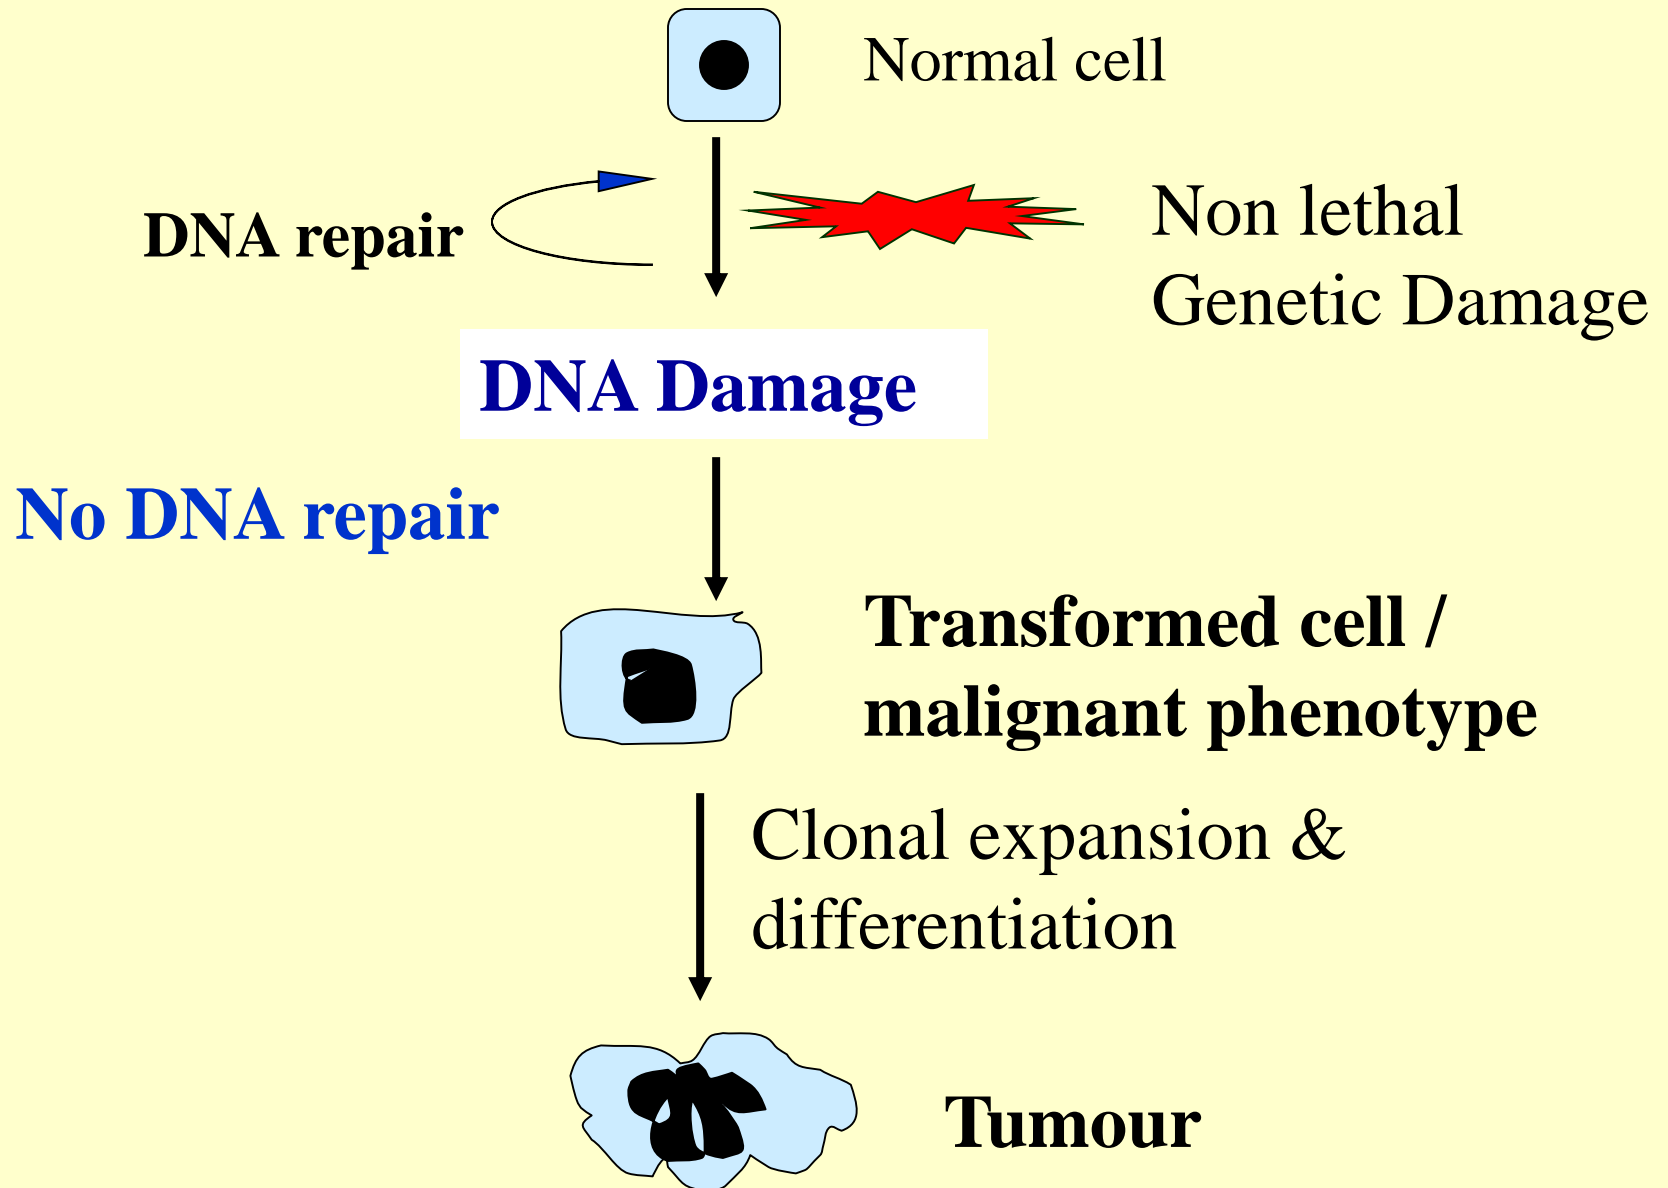 Normal cell
DNA repair
Non lethal
Genetic Damage
DNA Damage
No DNA repair
Transformed cell /
malignant phenotype
Clonal expansion &
differentiation
Tumour